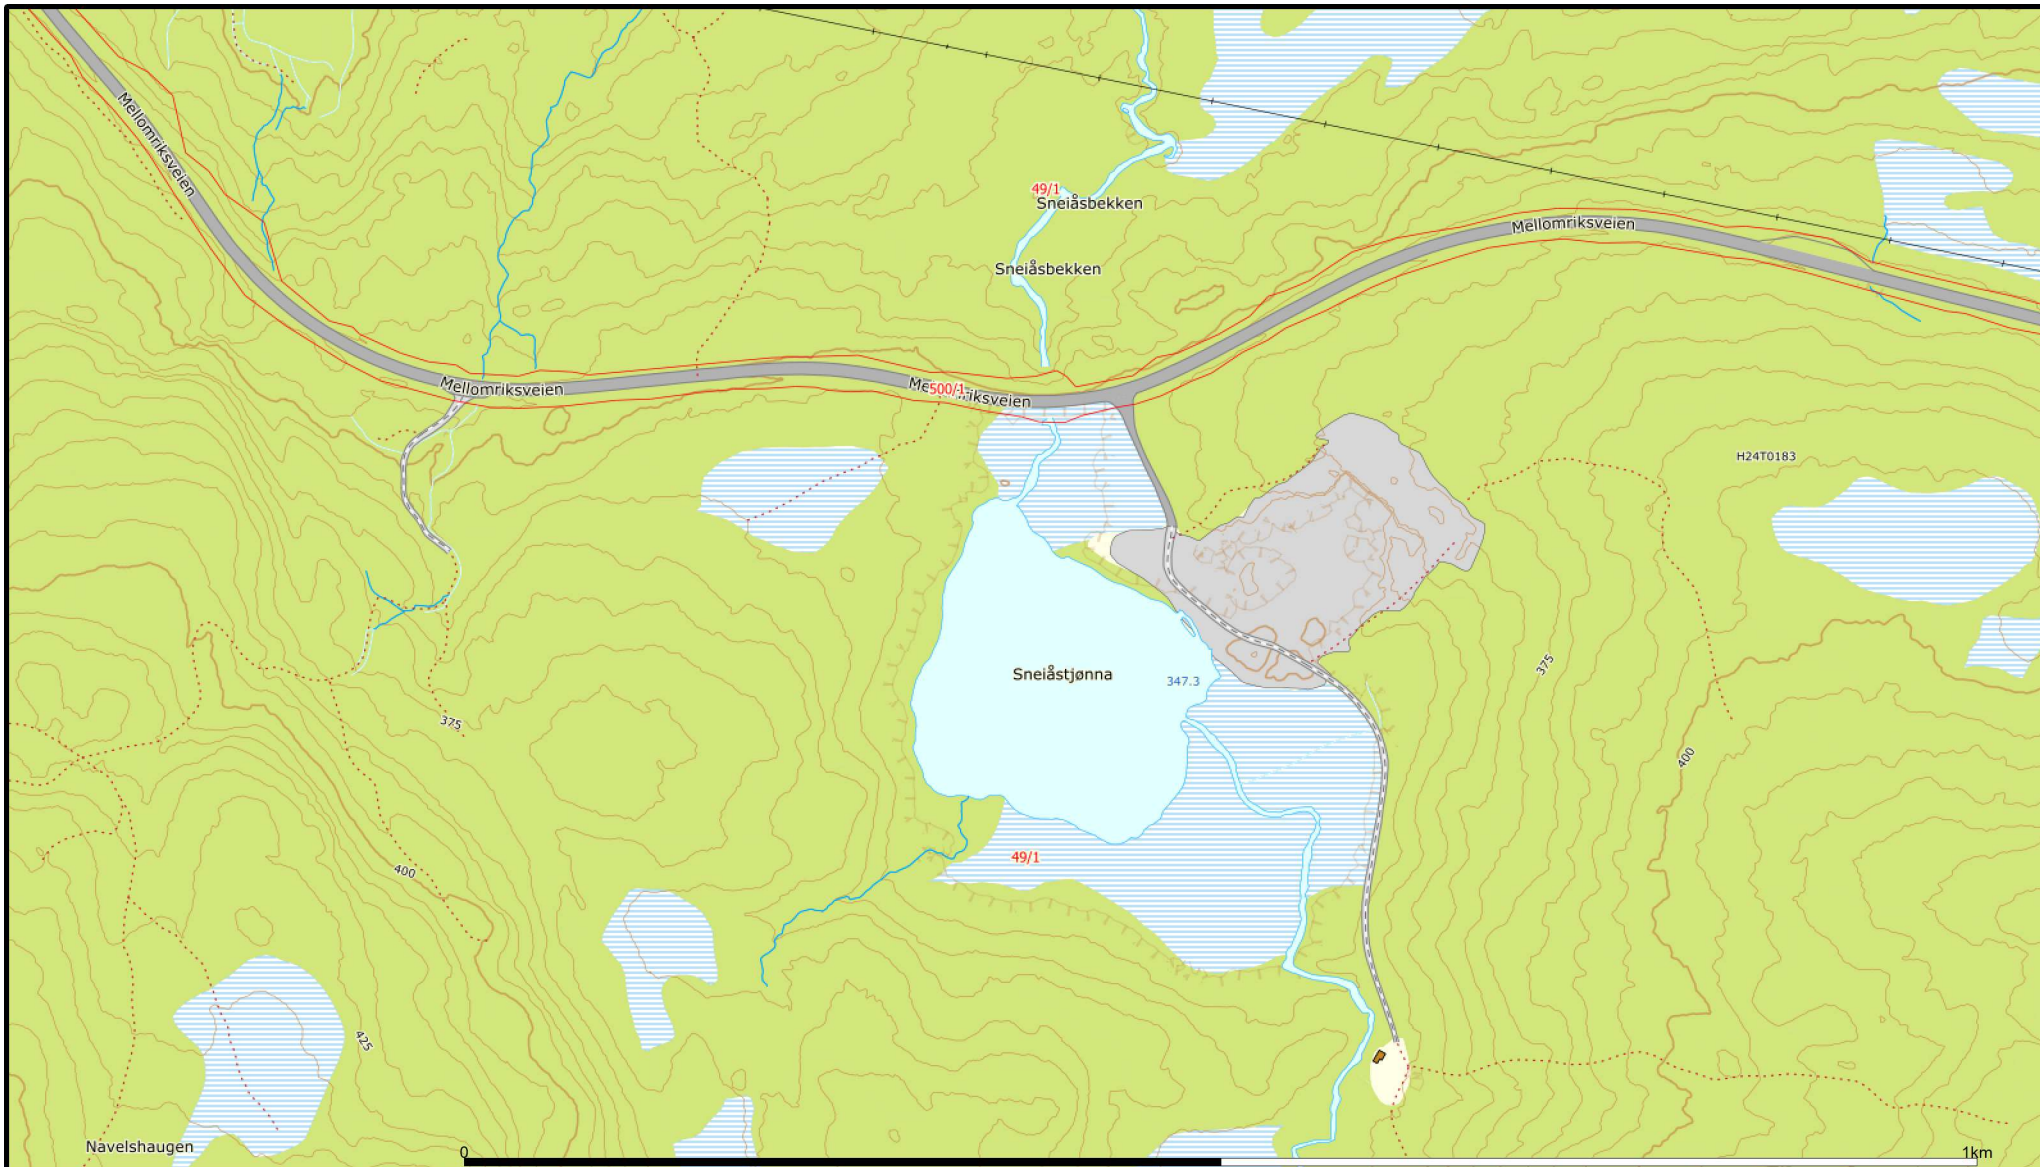 Mellomriksveien
49/1
Sneiåsbekken
Mellomriksveien
Sneiåsbekken
Mellomriksveien
500/1
Mellomriksveien
H24T0183
Sneiåstjønna
347.3
375
375
400
49/1
400
425
Navelshaugen
0
1km